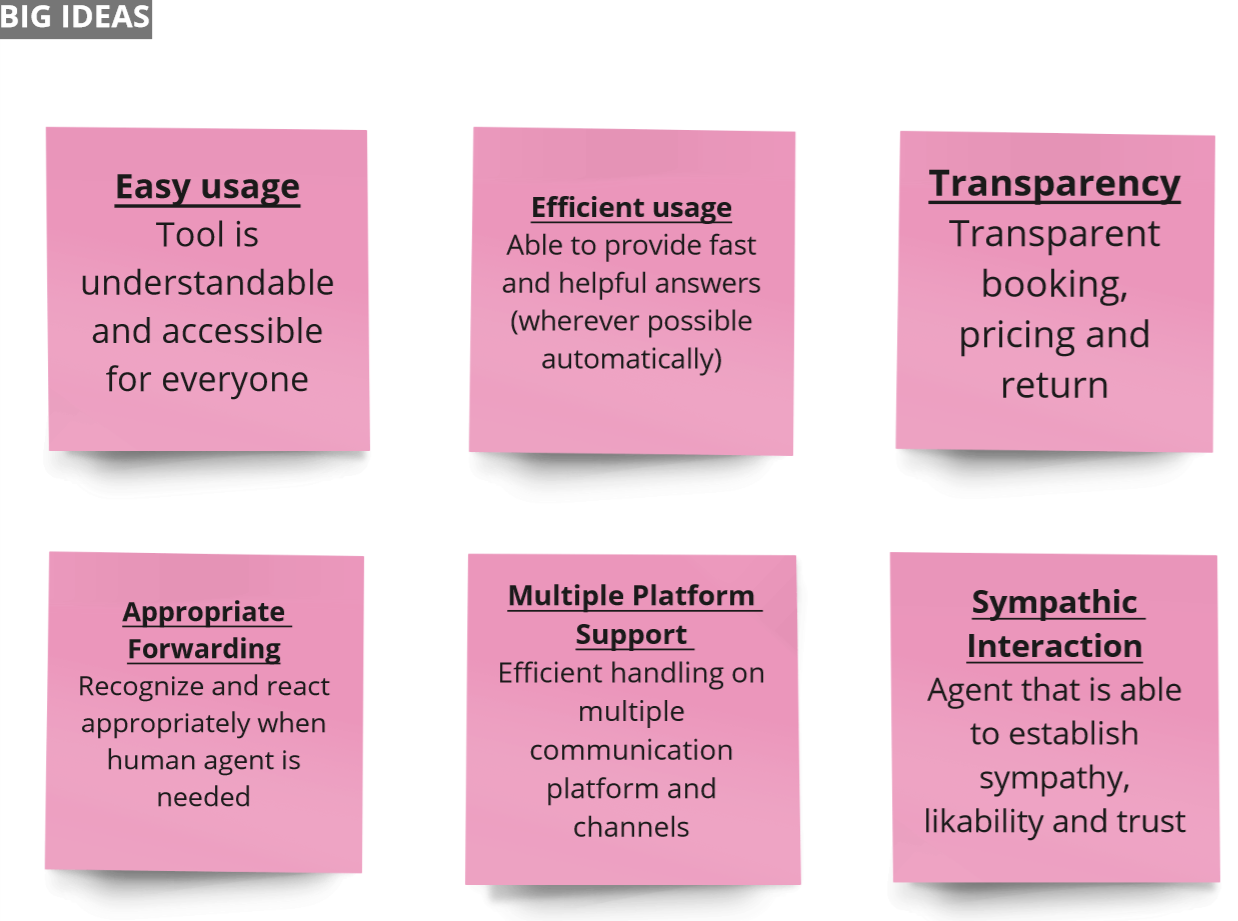 BIG IDEAS
Easy usage
Tool is
understandable
and accessible
for everyone
Efficient usage
Able to provide fast
and helpful answers
(wherever possible
automatically)
Transparency
Transparent
booking,
pricing and
return
Appropriate
Forwarding
Recognize and react
appropriately when
human agent is
needed
Multiple Platform
Support
Efficient handling on
multiple
communication
platform and
channels
Sympathic
Interaction
Agent that is able
to establish
sympathy,
likability and trust